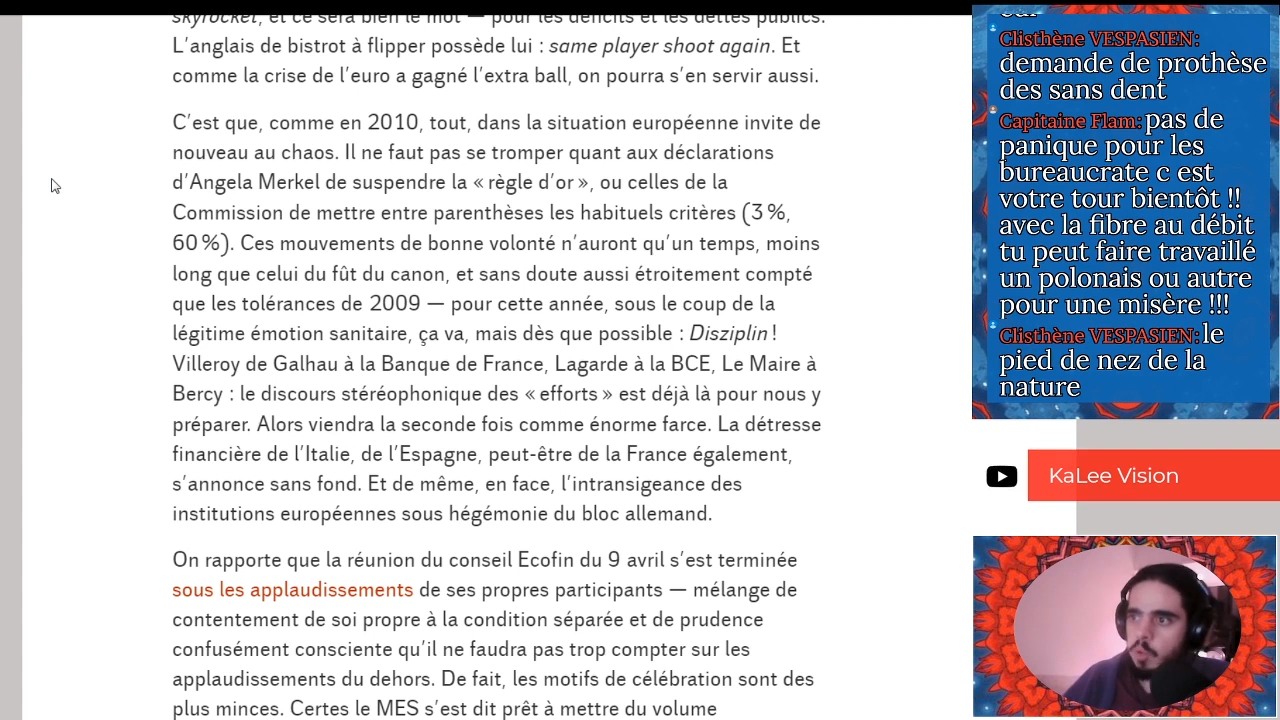 skyrocket, et ce sera bien le mot — pour les déficits et les dettes publics.
L’anglais de bistrot à flipper possède lui : same player shoot again. Et
comme la crise de l’euro a gagné l’extra ball, on pourra s’en servir aussi.
C’est que, comme en 2010, tout, dans la situation européenne invite de
nouveau au chaos. Il ne faut pas se tromper quant aux déclarations
d’Angela Merkel de suspendre la « règle d’or », ou celles de la
Commission de mettre entre parenthèses les habituels critères (3 %,
60 %). Ces mouvements de bonne volonté n’auront qu’un temps, moins
long que celui du fût du canon, et sans doute aussi étroitement compté
que les tolérances de 2009 — pour cette année, sous le coup de la
légitime émotion sanitaire, ça va, mais dès que possible : Disziplin !
Villeroy de Galhau à la Banque de France, Lagarde à la BCE, Le Maire à
Bercy : le discours stéréophonique des « efforts » est déjà là pour nous y
préparer. Alors viendra la seconde fois comme énorme farce. La détresse
financière de l’Italie, de l’Espagne, peut-être de la France également,
s’annonce sans fond. Et de même, en face, l’intransigeance des
institutions européennes sous hégémonie du bloc allemand.
On rapporte que la réunion du conseil Ecofin du 9 avril s’est terminée
sous les applaudissements de ses propres participants — mélange de
contentement de soi propre à la condition séparée et de prudence
confusément consciente qu’il ne faudra pas trop compter sur les
applaudissements du dehors. De fait, les motifs de célébration sont des
plus minces. Certes le MES s’est dit prêt à mettre du volume
Clisthène VESPASIEN:
demande de prothèse
des sans dent
Capitaine Flam: pas de
panique pour les
bureaucrate c est
votre tour bientôt !!
avec la fibre au débit
tu peut faire travaillé
un polonais ou autre
pour une misère !!!
Clisthène VESPASIEN: le
pied de nez de la
nature
KaLee Vision